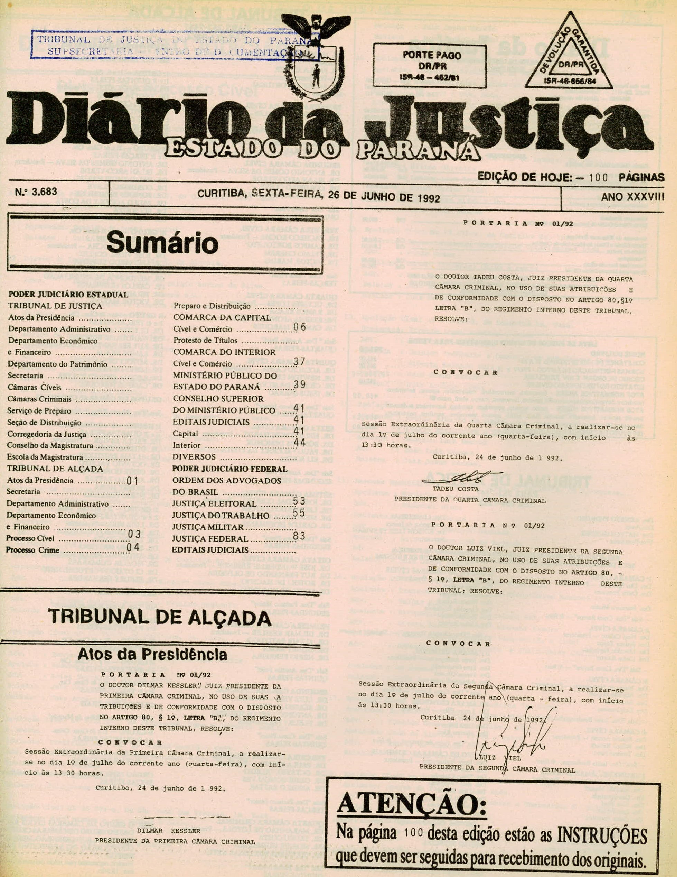 TRIBUNAL DE JUSTIÇA DO ESTADO DO PARANÁ
SUBSECRETARIA DE DOCUMENTAÇÃO
PORTE PAGO
DR/PR
ISR-48 - 452/81
DEVOLUÇÃO GARANTIDA
DR/PR
ISR-48-656/84
Diário da Justiça
ESTADO DO PARANÁ
EDIÇÃO DE HOJE: - 100 PÁGINAS
N.º 3.683
CURITIBA, SEXTA-FEIRA, 26 DE JUNHO DE 1992
ANO XXXVIII
Sumário
PODER JUDICIÁRIO ESTADUAL
TRIBUNAL DE JUSTIÇA
Atos da Presidência ............
Departamento Administrativo .......
Departamento Econômico
e Financeiro ............
Departamento do Patrimônio ....
Secretaria ............
Câmaras Cíveis ............
Câmaras Criminais ............
Serviço de Preparo ............
Seção de Distribuição ............
Corregedoria da Justiça ............
Conselho da Magistratura ............
Escola da Magistratura ............
TRIBUNAL DE ALÇADA
Atos da Presidência ............ 01
Secretaria ............
Departamento Administrativo .......
Departamento Econômico
e Financeiro ............
Processo Cível ............ 03
Processo Crime ............ 04
Preparo e Distribuição ............
COMARCA DA CAPITAL
Cível e Comércio ............ 06
Protesto de Títulos ............
COMARCA DO INTERIOR
Cível e Comércio ............ 37
MINISTÉRIO PÚBLICO DO
ESTADO DO PARANÁ ............ 39
CONSELHO SUPERIOR
DO MINISTÉRIO PÚBLICO ..... 41
EDITAIS JUDICIAIS ............ 41
Capital ............ 41
Interior ............ 44
DIVERSOS ............
PODER JUDICIÁRIO FEDERAL
ORDEM DOS ADVOGADOS
DO BRASIL ............
JUSTIÇA ELEITORAL ............ 53
JUSTIÇA DO TRABALHO ........ 55
JUSTIÇA MILITAR ............
JUSTIÇA FEDERAL ............ 83
EDITAIS JUDICIAIS ............
TRIBUNAL DE ALÇADA
Atos da Presidência
PORTARIA Nº 01/92
O DOUTOR DILMAR KESSLER, JUIZ PRESIDENTE DA
PRIMEIRA CÂMARA CRIMINAL, NO USO DE SUAS A
TRIBUIÇÕES E DE CONFORMIDADE COM O DISPOSTO
NO ARTIGO 80, § 1º, LETRA "B", DO REGIMENTO
INTERNO DESTE TRIBUNAL, RESOLVE:
CONVOCAR
Sessão Extraordinária da Primeira Câmara Criminal, a realizar-
se no dia 1º de julho do corrente ano (quarta-feira), com iní-
cio às 13:30 horas.
Curitiba, 24 de junho de 1 992.
DILMAR KESSLER
PRESIDENTE DA PRIMEIRA CÂMARA CRIMINAL
PORTARIA Nº 01/92
O DOUTOR TADEU COSTA, JUIZ PRESIDENTE DA QUARTA
CÂMARA CRIMINAL, NO USO DE SUAS ATRIBUIÇÕES E
DE CONFORMIDADE COM O DISPOSTO NO ARTIGO 80,§1º
LETRA "B", DO REGIMENTO INTERNO DESTE TRIBUNAL,
RESOLVE:
CONVOCAR
Sessão Extraordinária da Quarta Câmara Criminal, a realizar-se no
dia 1º de julho do corrente ano (quarta-feira), com início às
13:30 horas.
Curitiba, 24 de junho de 1 992.
TADEU COSTA
PRESIDENTE DA QUARTA CÂMARA CRIMINAL
PORTARIA Nº 01/92
O DOUTOR LUIZ VIEL, JUIZ PRESIDENTE DA SEGUNDA
CÂMARA CRIMINAL, NO USO DE SUAS ATRIBUIÇÕES E
DE CONFORMIDADE COM O DISPOSTO NO ARTIGO 80, -
§ 1º, LETRA "B", DO REGIMENTO INTERNO DESTE
TRIBUNAL; RESOLVE:
CONVOCAR
Sessão Extraordinária da Segunda Câmara Criminal, a realizar-se
no dia 1º de julho do corrente ano (quarta - feira), com início
às 13:30 horas.
Curitiba, 24 de junho de 1992.
LUIZ VIEL
PRESIDENTE DA SEGUNDA CÂMARA CRIMINAL
ATENÇÃO:
Na página 100 desta edição estão as INSTRUÇÕES
que devem ser seguidas para recebimento dos originais.